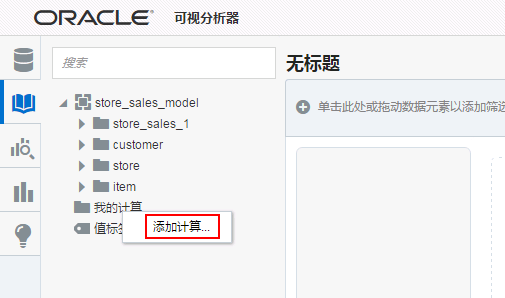 ORACLE 可视分析器
搜索
无标题
store_sales_model
单击此处或拖动数据元素以添加筛选
store_sales_1
customer
store
item
我的计算
值标签
添加计算...